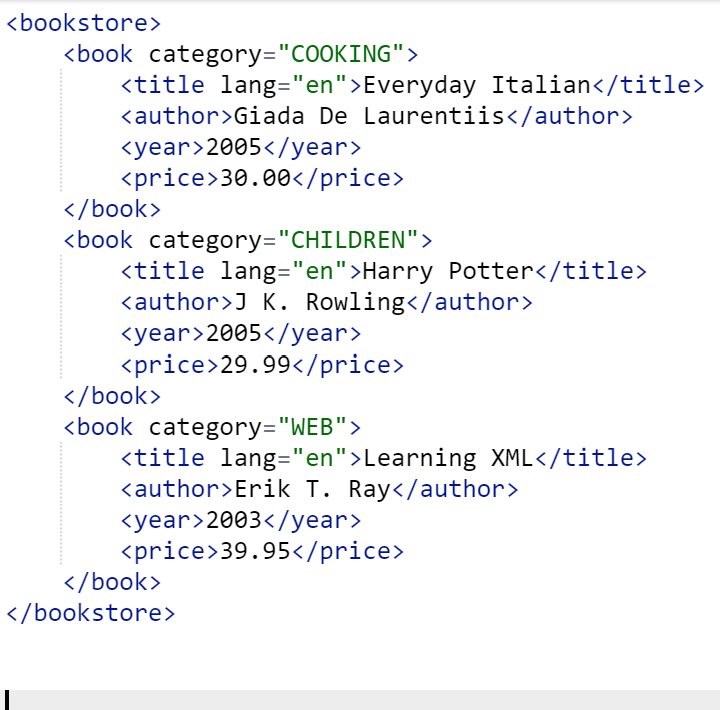 <bookstore>
    <book category="COOKING">
        <title lang="en">Everyday Italian</title>
        <author>Giada De Laurentiis</author>
        <year>2005</year>
        <price>30.00</price>
    </book>
    <book category="CHILDREN">
        <title lang="en">Harry Potter</title>
        <author>J K. Rowling</author>
        <year>2005</year>
        <price>29.99</price>
    </book>
    <book category="WEB">
        <title lang="en">Learning XML</title>
        <author>Erik T. Ray</author>
        <year>2003</year>
        <price>39.95</price>
    </book>
</bookstore>